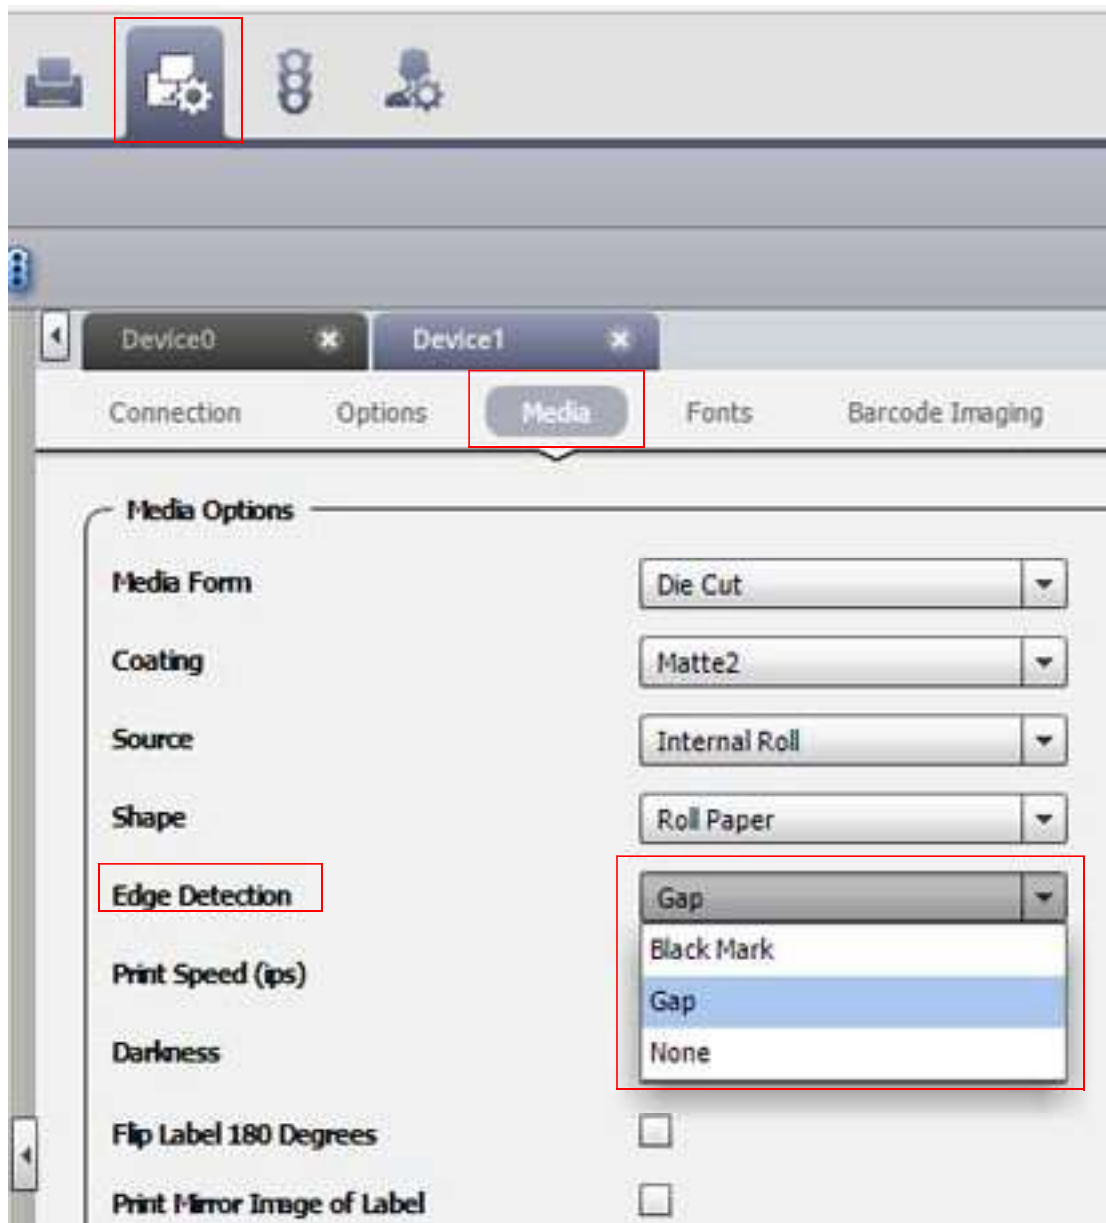 Device0 Device1
Connection Options Media Fonts Barcode Imaging
Media Options
Media Form Die Cut
Coating Matte2
Source Internal Roll
Shape Roll Paper
Edge Detection Gap
Black Mark
Print Speed (ips)
Gap
Darkness None
Flip Label 180 Degrees
Print Mirror Image of Label